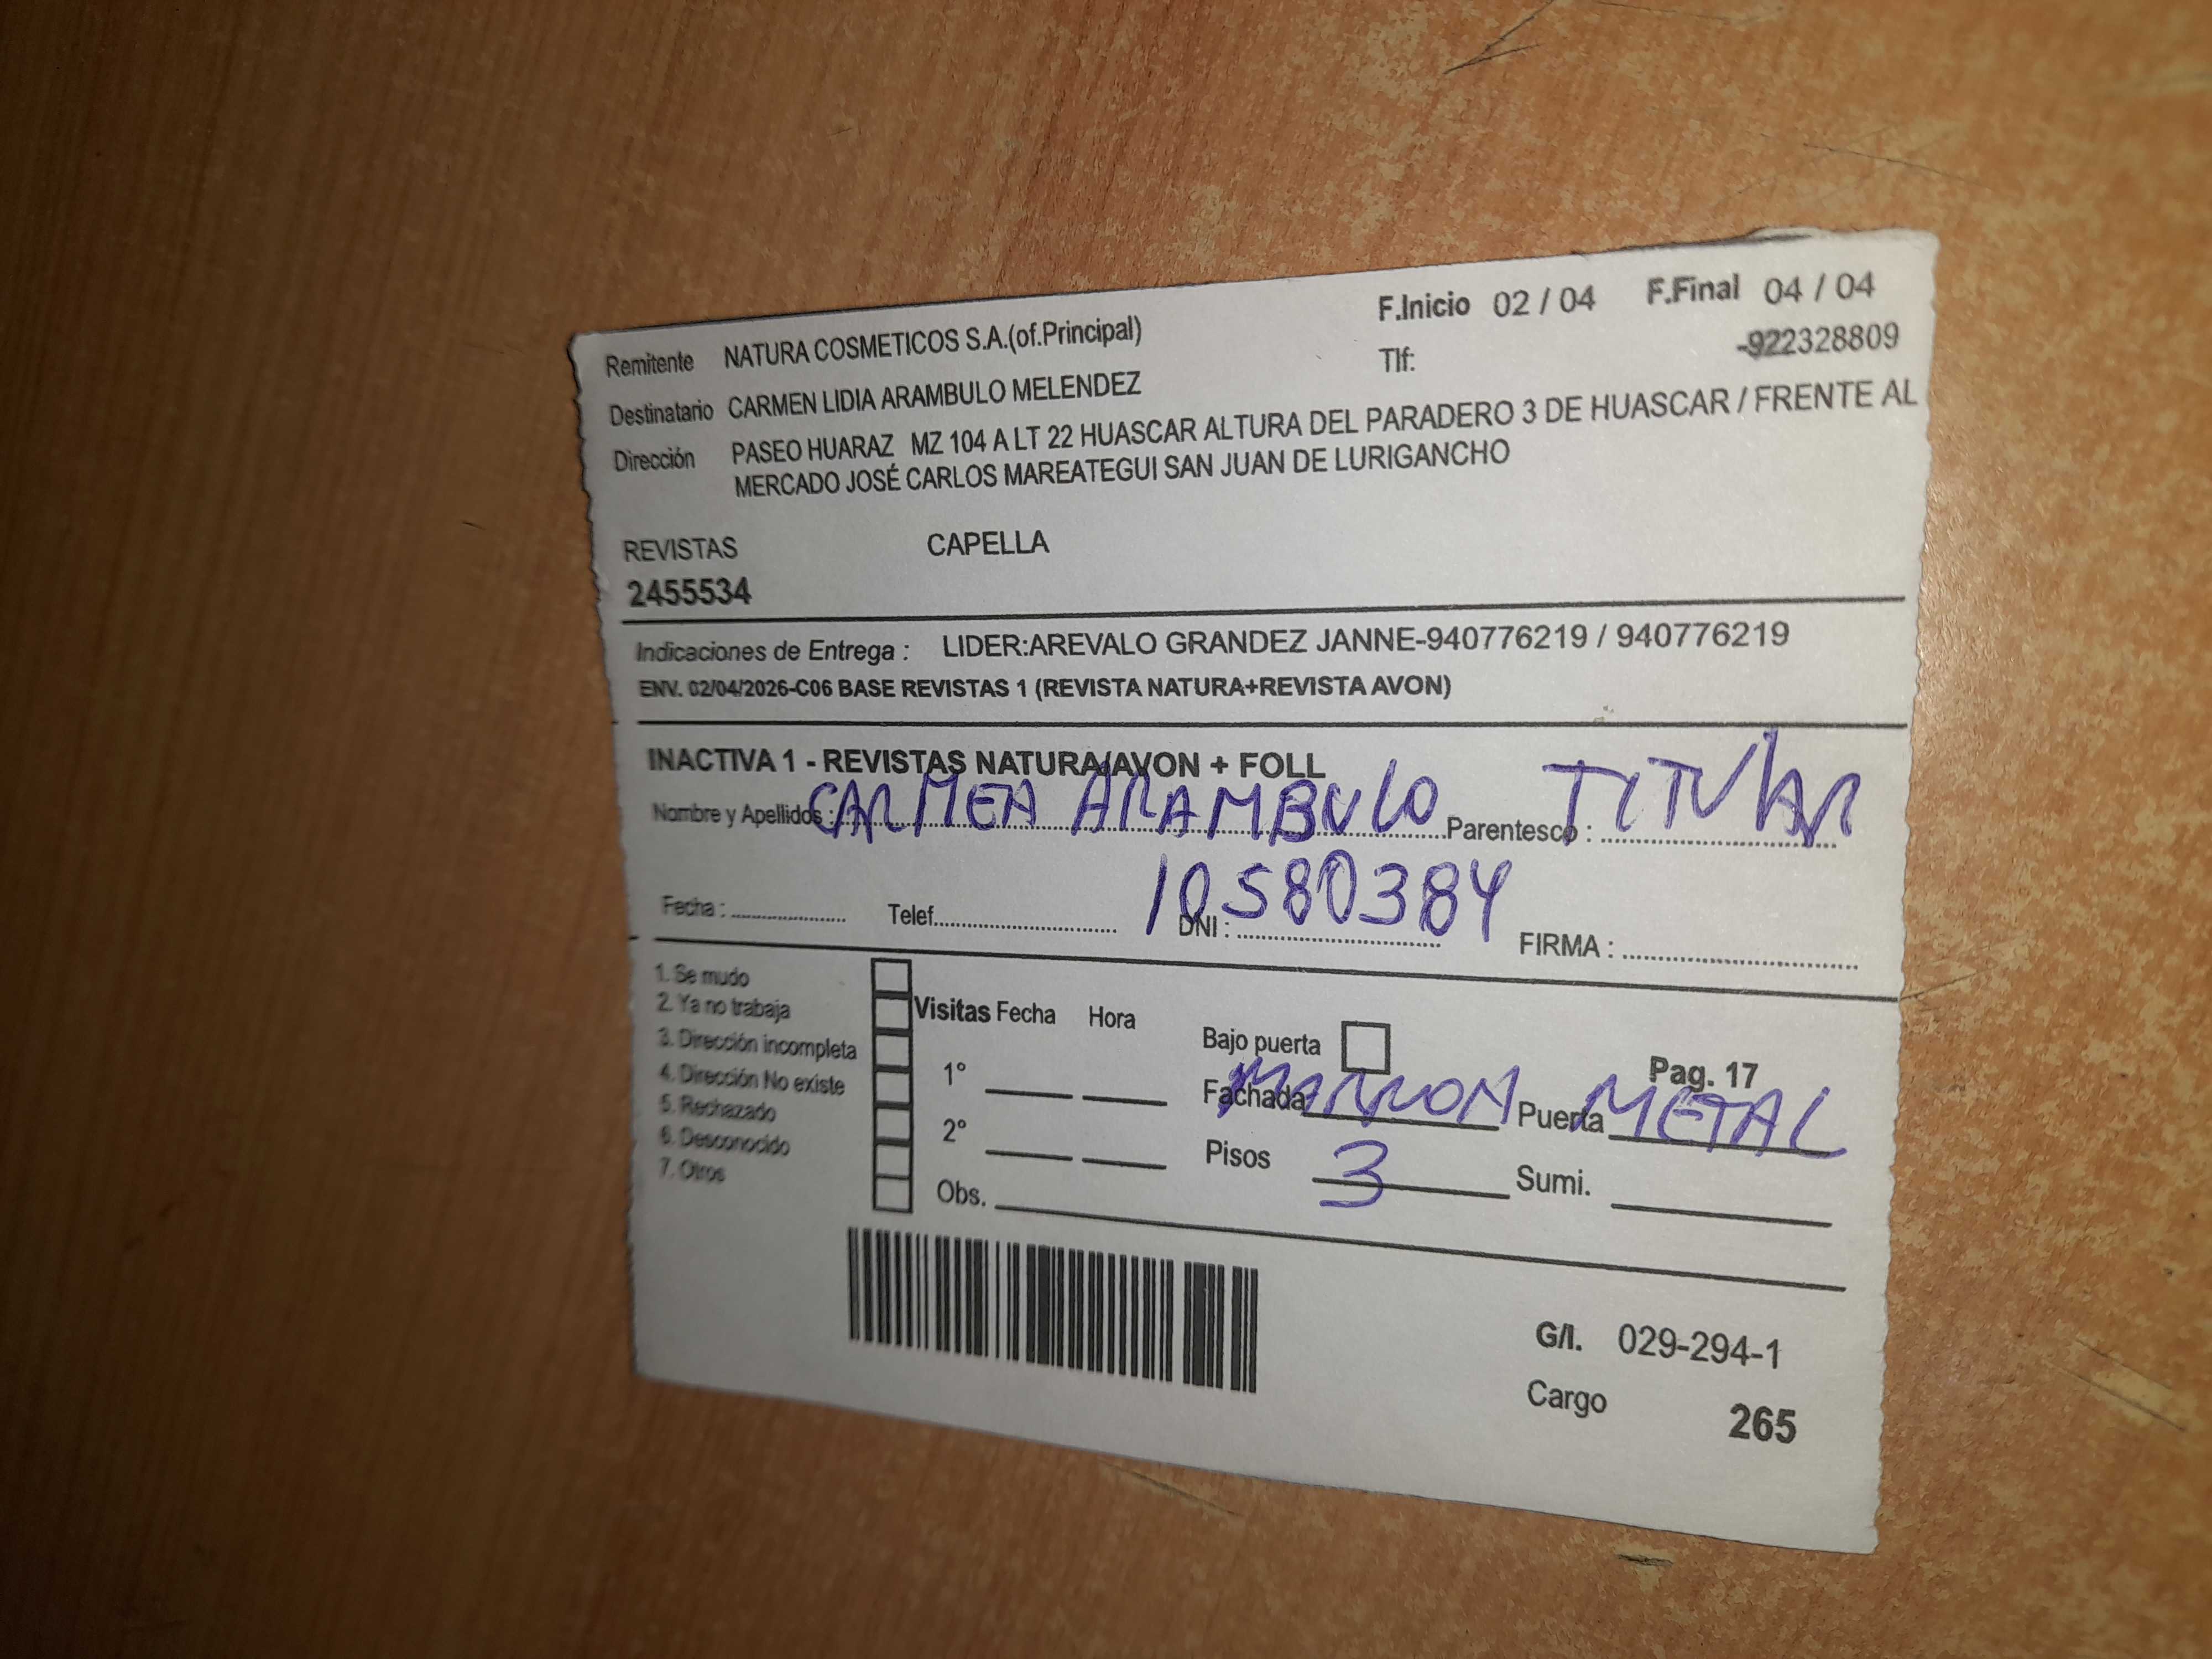 F.Inicio 02 / 04 F.Final 04 / 04
Remitente NATURA COSMETICOS S.A.(of.Principal) Tlf: -922328809
Destinatario CARMEN LIDIA ARAMBULO MELENDEZ
Dirección PASEO HUARAZ MZ 104 A LT 22 HUASCAR ALTURA DEL PARADERO 3 DE HUASCAR / FRENTE AL
MERCADO JOSÉ CARLOS MAREATEGUI SAN JUAN DE LURIGANCHO
REVISTAS CAPELLA
2455534
Indicaciones de Entrega : LIDER:AREVALO GRANDEZ JANNE-940776219 / 940776219
ENV. 02/04/2026-C06 BASE REVISTAS 1 (REVISTA NATURA+REVISTA AVON)
INACTIVA 1 - REVISTAS NATURA/AVON + FOLL
Nombre y Apellidos : CARMEN ARAMBULO Parentesco : TITULAR
Fecha : Telef. DNI : 10580384 FIRMA :
1. Se mudo
2. Ya no trabaja
3. Dirección incompleta
4. Dirección No existe
5. Rechazado
6. Desconocido
7. Otros
Visitas Fecha Hora
1°
2°
Obs.
Bajo puerta Pag. 17
Fachada MARRON Puerta METAL
Pisos 3 Sumi.
G/I. 029-294-1
Cargo 265